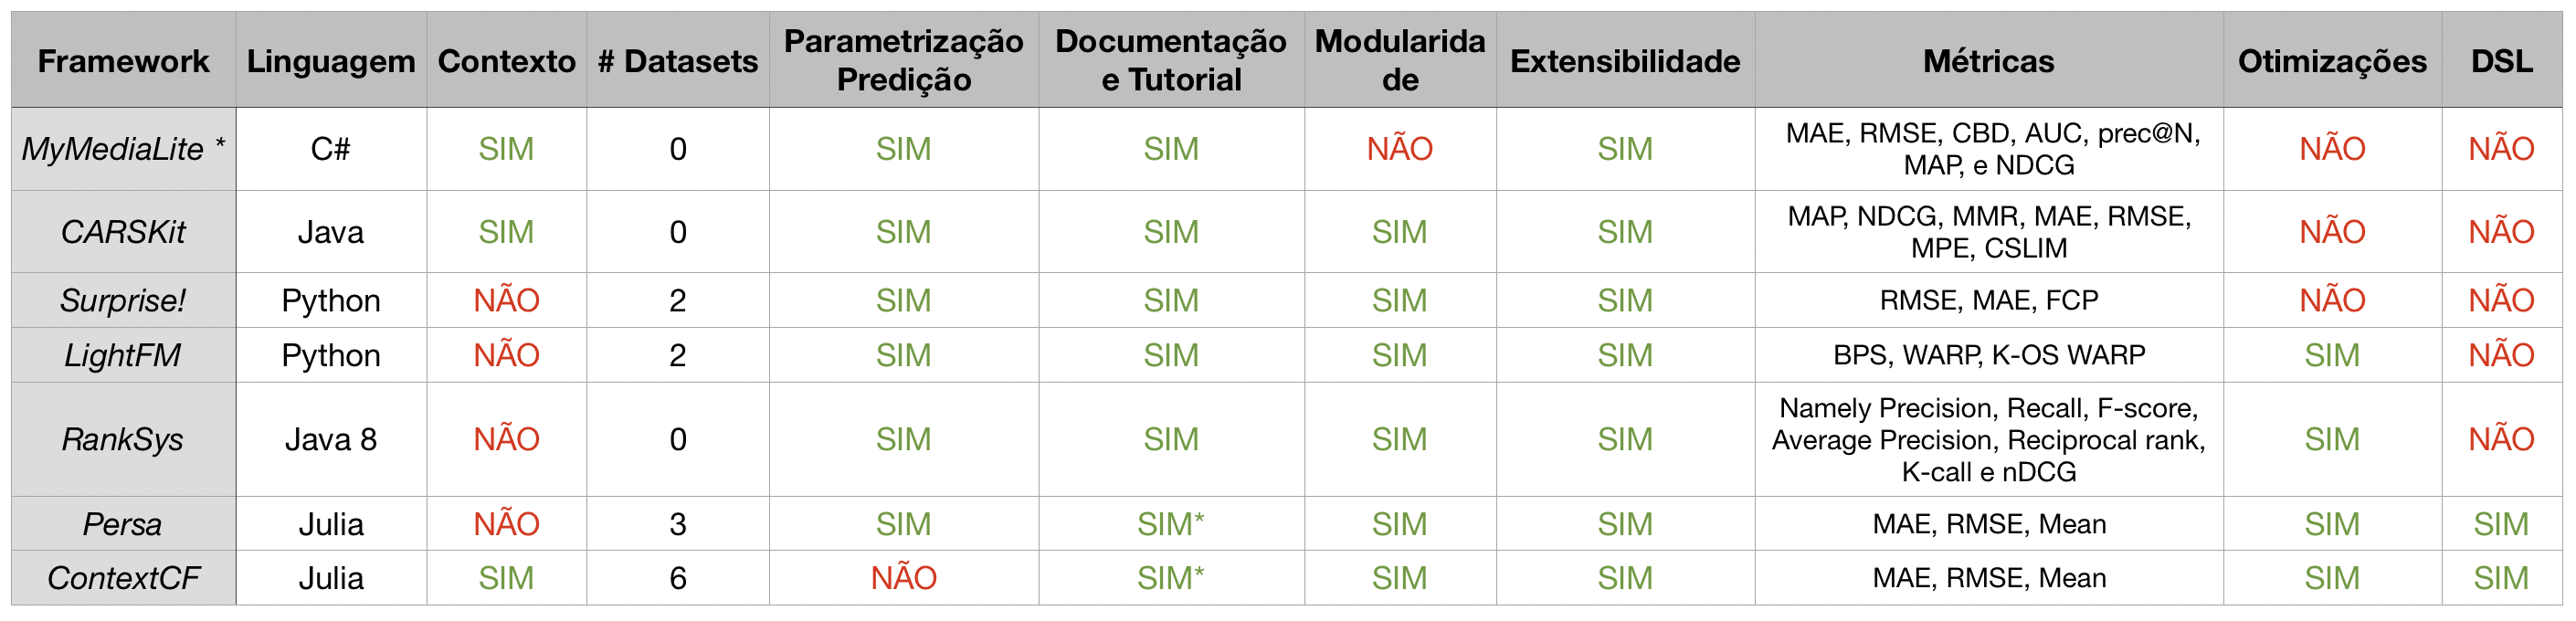 Framework Linguagem Contexto # Datasets Parametrização Predição Documentação e Tutorial Modularida de Extensibilidade Métricas Otimizações DSL
MyMediaLite * C# SIM 0 SIM SIM NÃO SIM MAE, RMSE, CBD, AUC, prec@N, MAP, e NDCG NÃO NÃO
CARSKit Java SIM 0 SIM SIM SIM SIM MAP, NDCG, MMR, MAE, RMSE, MPE, CSLIM NÃO NÃO
Surprise! Python NÃO 2 SIM SIM SIM SIM RMSE, MAE, FCP NÃO NÃO
LightFM Python NÃO 2 SIM SIM SIM SIM BPS, WARP, K-OS WARP SIM NÃO
RankSys Java 8 NÃO 0 SIM SIM SIM SIM Namely Precision, Recall, F-score, Average Precision, Reciprocal rank, K-call e nDCG SIM NÃO
Persa Julia NÃO 3 SIM SIM* SIM SIM MAE, RMSE, Mean SIM SIM
ContextCF Julia SIM 6 NÃO SIM* SIM SIM MAE, RMSE, Mean SIM SIM